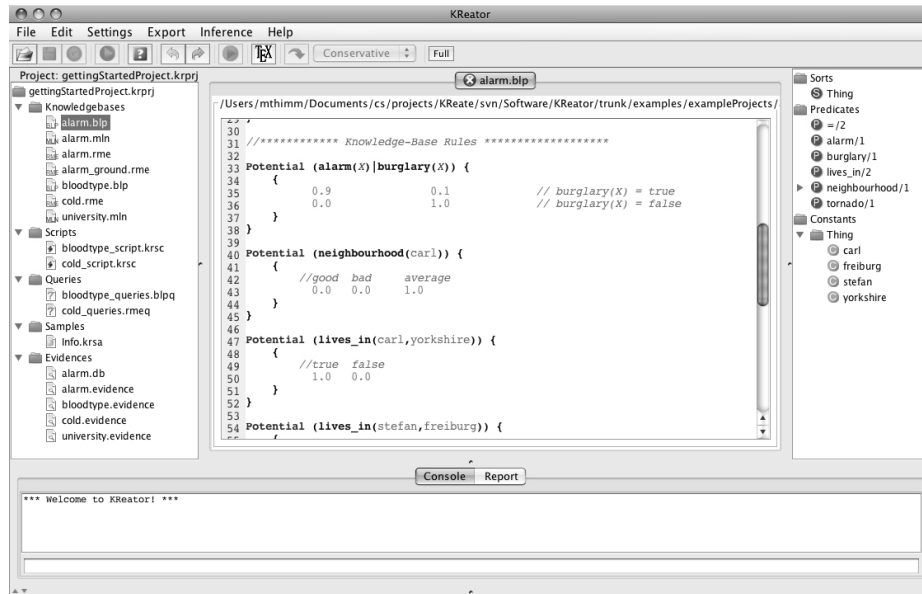 KReator
File Edit Settings Export Inference Help
TEX Conservative Full
Project: gettingStartedProject.krprj
gettingStartedProject.krprj
Knowledgebases
alarm.blp
alarm.mln
alarm.rme
alarm_ground.rme
bloodtype.blp
cold.rme
university.mln
Scripts
bloodtype_script.krsc
cold_script.krsc
Queries
bloodtype_queries.blpq
cold_queries.rmeq
Samples
Info.krsa
Evidences
alarm.db
alarm.evidence
bloodtype.evidence
cold.evidence
university.evidence
alarm.blp
/Users/mthimm/Documents/cs/projects/KReate/svn/Software/KReator/trunk/examples/exampleProjects/
29 }
30
31 //************ Knowledge-Base Rules *******************
32
33 Potential (alarm(X)|burglary(X)) {
34 {
35 0.9 0.1 // burglary(X) = true
36 0.0 1.0 // burglary(X) = false
37 }
38 }
39
40 Potential (neighbourhood(carl)) {
41 {
42 //good bad average
43 0.0 0.0 1.0
44 }
45 }
46
47 Potential (lives_in(carl,yorkshire)) {
48 {
49 //true false
50 1.0 0.0
51 }
52 }
53
54 Potential (lives_in(stefan,freiburg)) {
55 {
Sorts
S Thing
Predicates
P =/2
P alarm/1
P burglary/1
P lives_in/2
P neighbourhood/1
P tornado/1
Constants
Thing
C carl
C freiburg
C stefan
C yorkshire
Console Report
*** Welcome to KReator! ***